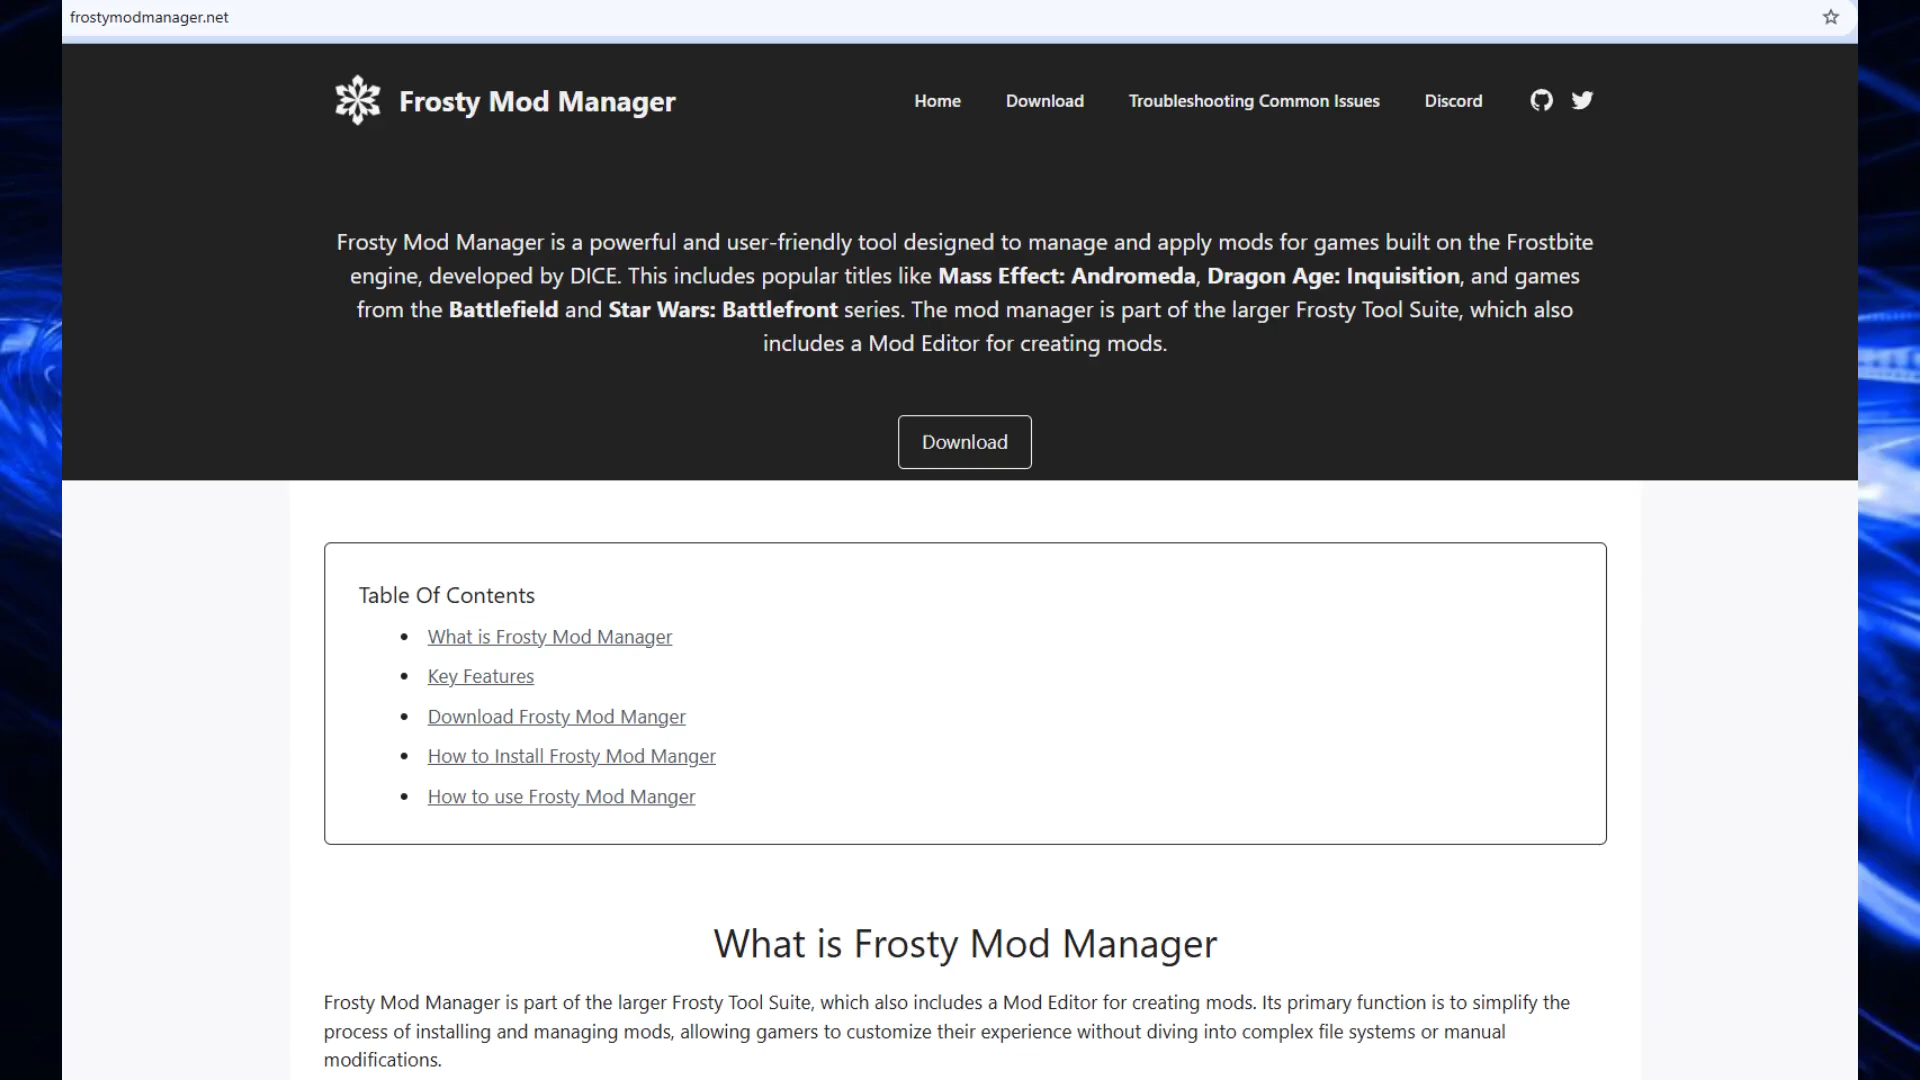 frostymodmanager.net
Frosty Mod Manager
Home
Download
Troubleshooting Common Issues
Discord
Frosty Mod Manager is a powerful and user-friendly tool designed to manage and apply mods for games built on the Frostbite
engine, developed by DICE. This includes popular titles like Mass Effect: Andromeda, Dragon Age: Inquisition, and games
from the Battlefield and Star Wars: Battlefront series. The mod manager is part of the larger Frosty Tool Suite, which also
includes a Mod Editor for creating mods.
Download
Table Of Contents
What is Frosty Mod Manager
Key Features
Download Frosty Mod Manger
How to Install Frosty Mod Manger
How to use Frosty Mod Manger
What is Frosty Mod Manager
Frosty Mod Manager is part of the larger Frosty Tool Suite, which also includes a Mod Editor for creating mods. Its primary function is to simplify the
process of installing and managing mods, allowing gamers to customize their experience without diving into complex file systems or manual
modifications.